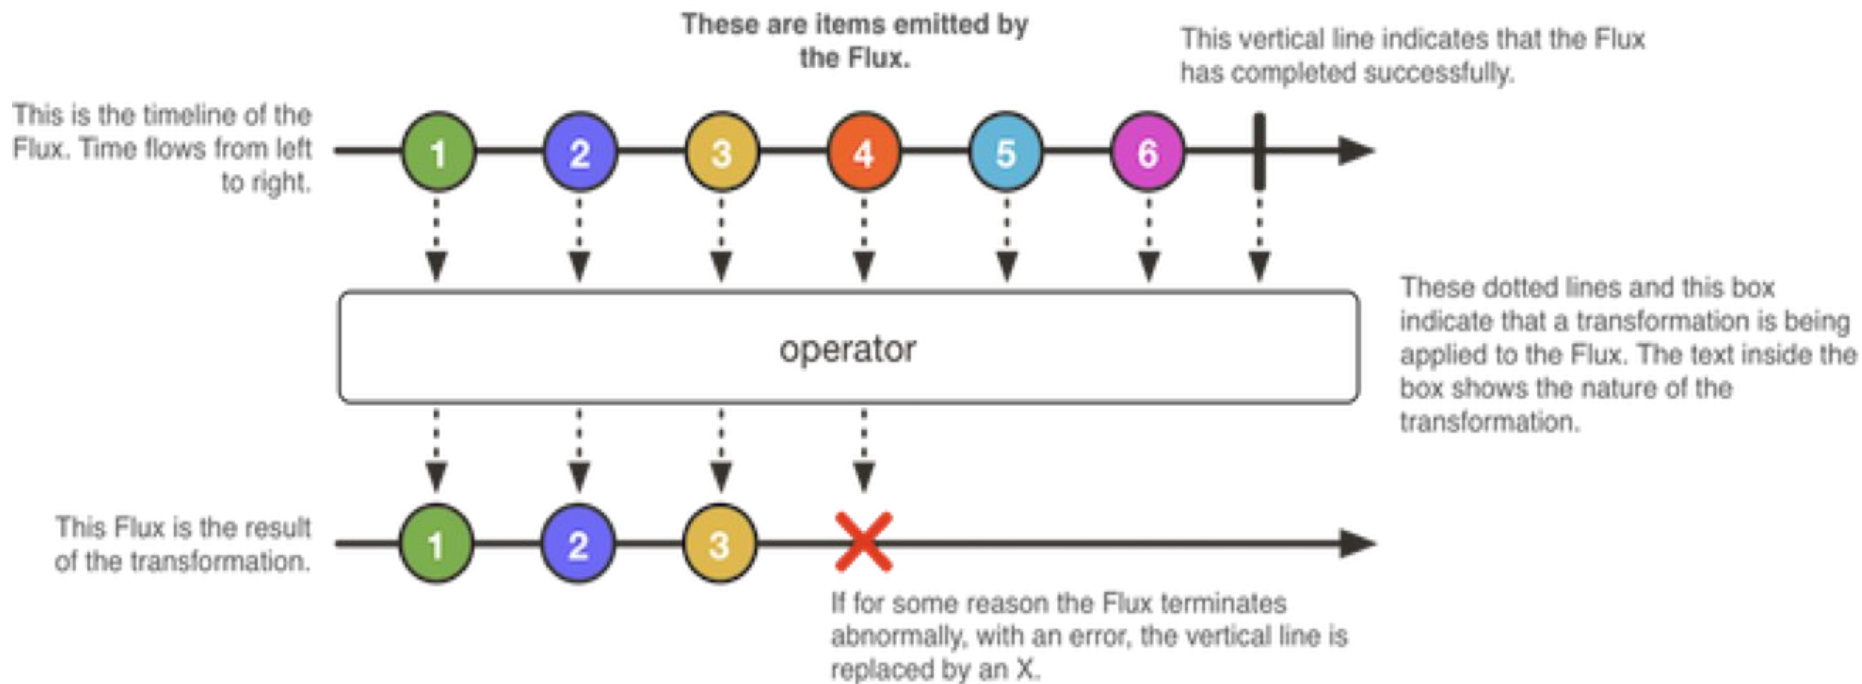 These are items emitted by
the Flux.
This vertical line indicates that the Flux
has completed successfully.
This is the timeline of the
Flux. Time flows from left
to right.
1
2
3
4
5
6
These dotted lines and this box
indicate that a transformation is being
applied to the Flux. The text inside the
box shows the nature of the
transformation.
operator
This Flux is the result
of the transformation.
1
2
3
If for some reason the Flux terminates
abnormally, with an error, the vertical line is
replaced by an X.